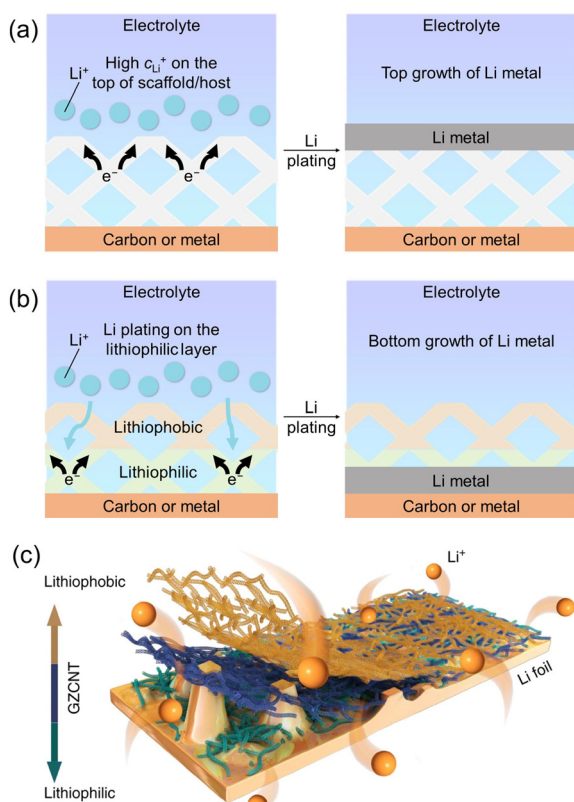 (a)
Electrolyte
Li⁺
High cLi⁺ on the
top of scaffold/host
e⁻
e⁻
Carbon or metal
Li
plating
Electrolyte
Top growth of Li metal
Li metal
Carbon or metal
(b)
Electrolyte
Li⁺
Li plating on the
lithiophilic layer
Lithiophobic
Lithiophilic
e⁻
e⁻
Carbon or metal
Li
plating
Electrolyte
Bottom growth of Li metal
Li metal
Carbon or metal
(c)
Lithiophobic
GZCNT
Lithiophilic
Li⁺
Li foil